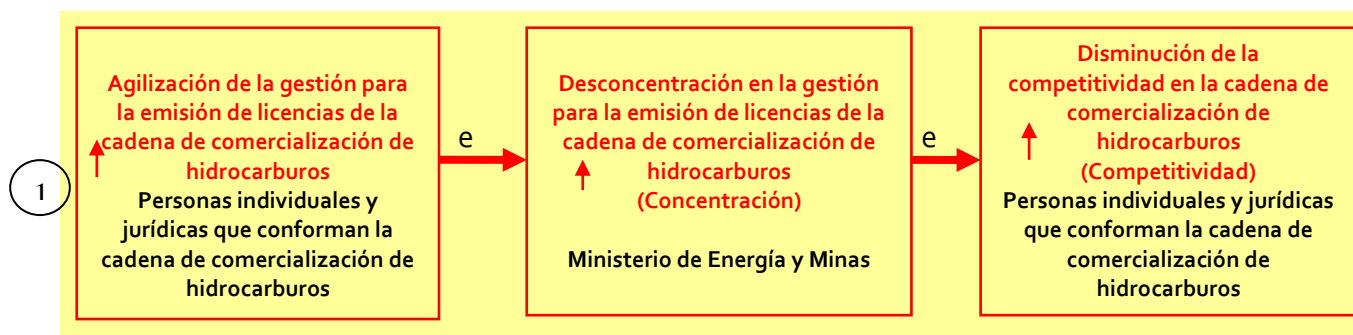 1
Agilización de la gestión para
la emisión de licencias de la
cadena de comercialización de
hidrocarburos
Personas individuales y
jurídicas que conforman la
cadena de comercialización de
hidrocarburos
e
Desconcentración en la gestión
para la emisión de licencias de la
cadena de comercialización de
hidrocarburos
(Concentración)
Ministerio de Energía y Minas
e
Disminución de la
competitividad en la cadena de
comercialización de
hidrocarburos
(Competitividad)
Personas individuales y jurídicas
que conforman la cadena de
comercialización de
hidrocarburos